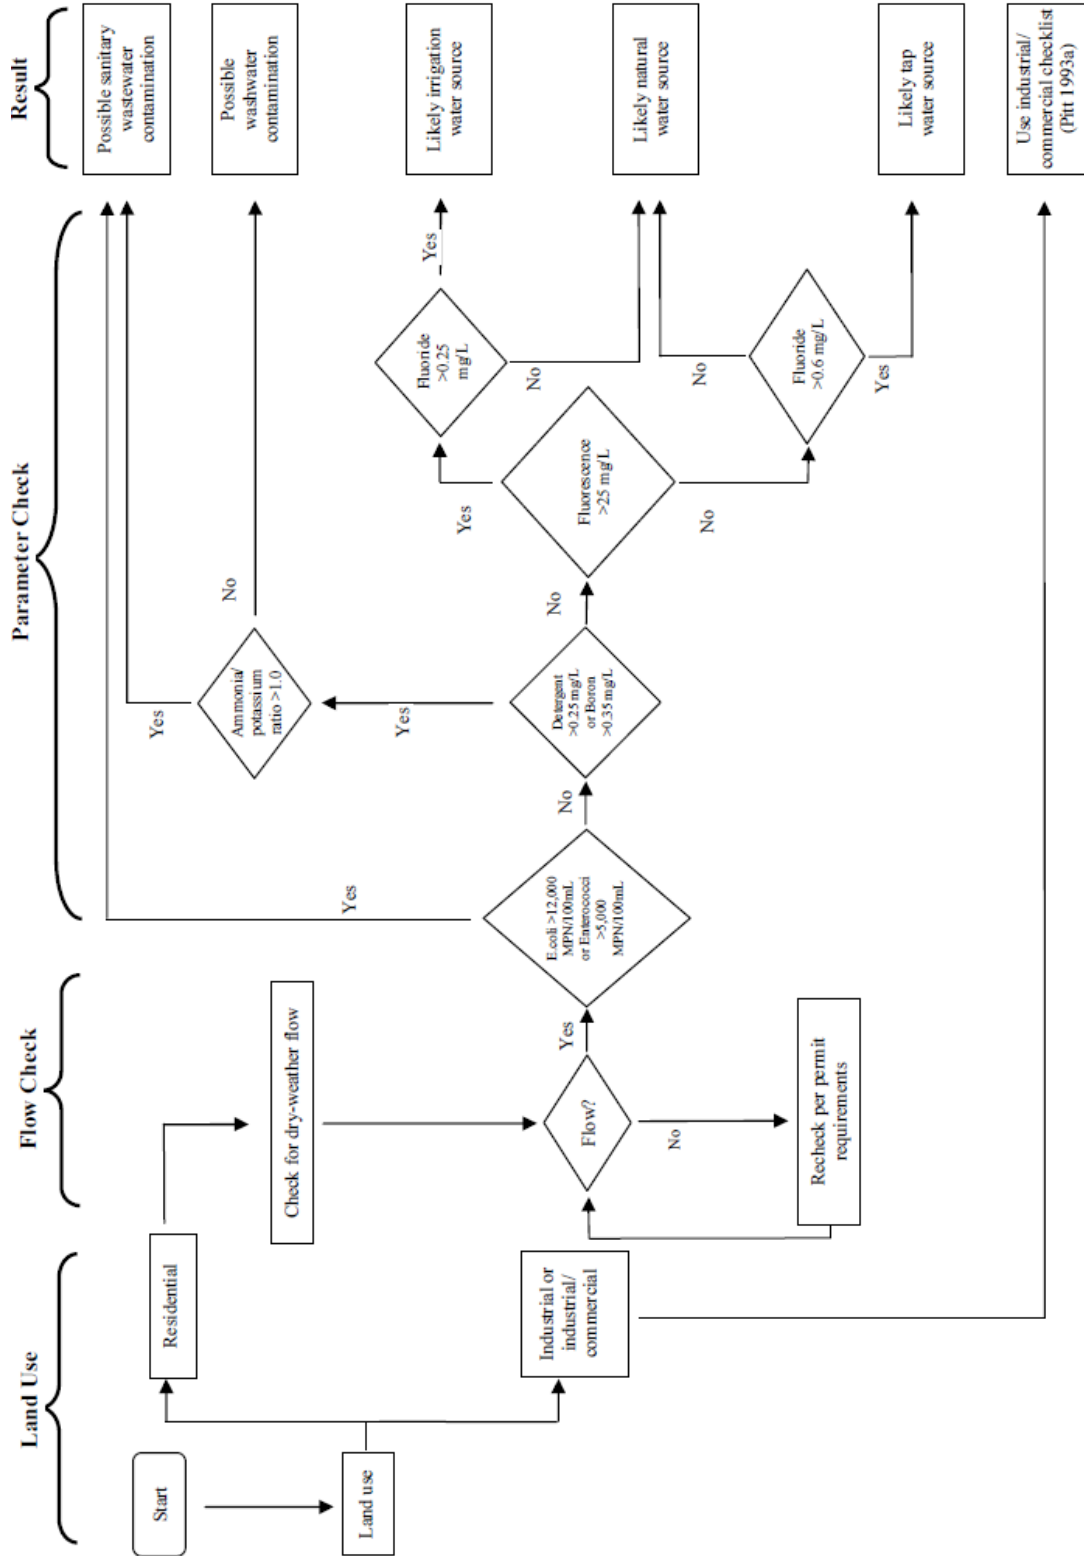 Land Use
Flow Check
Parameter Check
Result
Start
Land use
Residential
Industrial or
industrial/
commercial
Check for dry-weather flow
Flow?
Yes
No
Recheck per permit
requirements
E.coli >12,000
MPN/100mL
or Enterococci
>5,000
MPN/100mL
Yes
No
Detergent
>0.25 mg/L
or Boron
>0.35 mg/L
Yes
No
Ammonia/
potassium
ratio >1.0
Yes
No
Fluorescence
>25 mg/L
Yes
No
Fluoride
>0.25
mg/L
Yes
No
Fluoride
>0.6 mg/L
No
Yes
Possible sanitary
wastewater
contamination
Possible
washwater
contamination
Likely irrigation
water source
Likely natural
water source
Likely tap
water source
Use industrial/
commercial checklist
(Pitt 1993a)